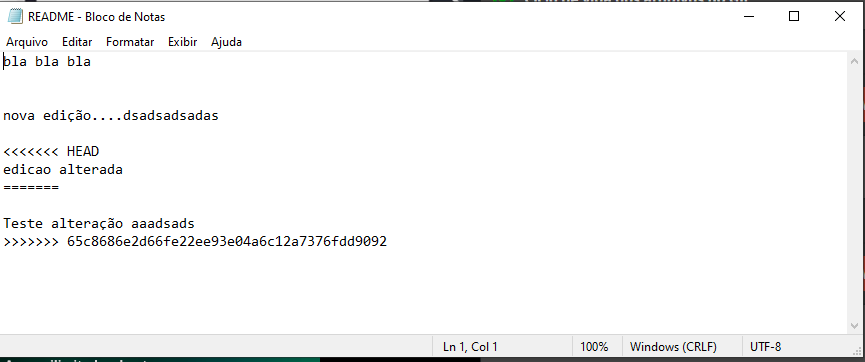 README - Bloco de Notas
Arquivo Editar Formatar Exibir Ajuda
bla bla bla
nova edição....dsadsadsadas
<<<<<<< HEAD
edicao alterada
=======
Teste alteração aaadsads
>>>>>>> 65c8686e2d66fe22ee93e04a6c12a7376fdd9092
Ln 1, Col 1 100% Windows (CRLF) UTF-8